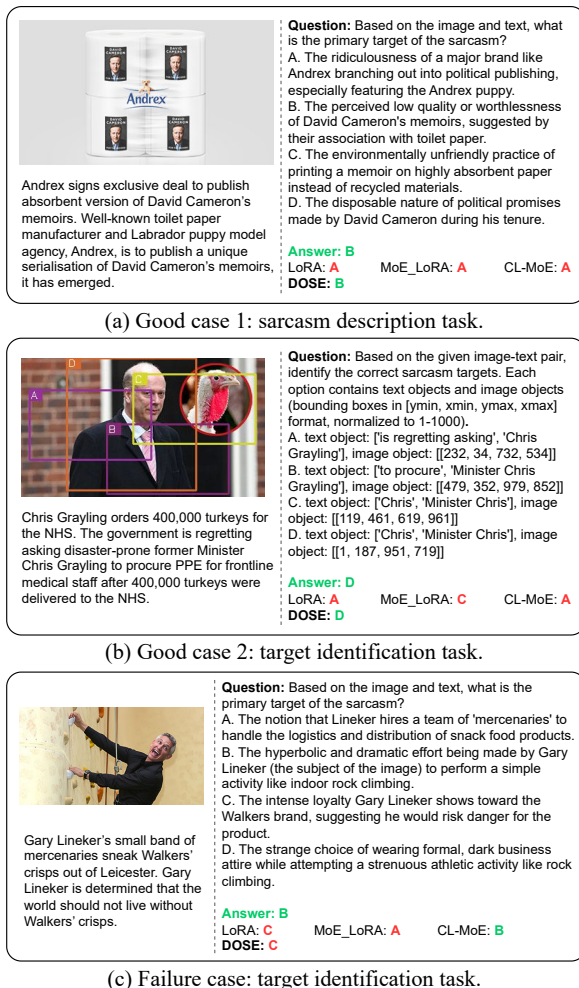 DAVID CAMERON
DAVID CAMERON
Andrex
DAVID CAMERON
DAVID CAMERON
Andrex signs exclusive deal to publish
absorbent version of David Cameron's
memoirs. Well-known toilet paper
manufacturer and Labrador puppy model
agency, Andrex, is to publish a unique
serialisation of David Cameron's memoirs,
it has emerged.
Question: Based on the image and text, what
is the primary target of the sarcasm?
A. The ridiculousness of a major brand like
Andrex branching out into political publishing,
especially featuring the Andrex puppy.
B. The perceived low quality or worthlessness
of David Cameron's memoirs, suggested by
their association with toilet paper.
C. The environmentally unfriendly practice of
printing a memoir on highly absorbent paper
instead of recycled materials.
D. The disposable nature of political promises
made by David Cameron during his tenure.
Answer: B
LoRA: A MoE_LoRA: A CL-MoE: A
DOSE: B
(a) Good case 1: sarcasm description task.
D
C
A
B
Chris Grayling orders 400,000 turkeys for
the NHS. The government is regretting
asking disaster-prone former Minister
Chris Grayling to procure PPE for frontline
medical staff after 400,000 turkeys were
delivered to the NHS.
Question: Based on the given image-text pair,
identify the correct sarcasm targets. Each
option contains text objects and image objects
(bounding boxes in [ymin, xmin, ymax, xmax]
format, normalized to 1-1000).
A. text object: ['is regretting asking', 'Chris
Grayling'], image object: [[232, 34, 732, 534]]
B. text object: ['to procure', 'Minister Chris
Grayling'], image object: [[479, 352, 979, 852]]
C. text object: ['Chris', 'Minister Chris'], image
object: [[119, 461, 619, 961]]
D. text object: ['Chris', 'Minister Chris'], image
object: [[1, 187, 951, 719]]
Answer: D
LoRA: A MoE_LoRA: C CL-MoE: A
DOSE: D
(b) Good case 2: target identification task.
Gary Lineker's small band of
mercenaries sneak Walkers'
crisps out of Leicester. Gary
Lineker is determined that the
world should not live without
Walkers' crisps.
Question: Based on the image and text, what is the
primary target of the sarcasm?
A. The notion that Lineker hires a team of 'mercenaries' to
handle the logistics and distribution of snack food products.
B. The hyperbolic and dramatic effort being made by Gary
Lineker (the subject of the image) to perform a simple
activity like indoor rock climbing.
C. The intense loyalty Gary Lineker shows toward the
Walkers brand, suggesting he would risk danger for the
product.
D. The strange choice of wearing formal, dark business
attire while attempting a strenuous athletic activity like rock
climbing.
Answer: B
LoRA: C MoE_LoRA: A CL-MoE: B
DOSE: C
(c) Failure case: target identification task.